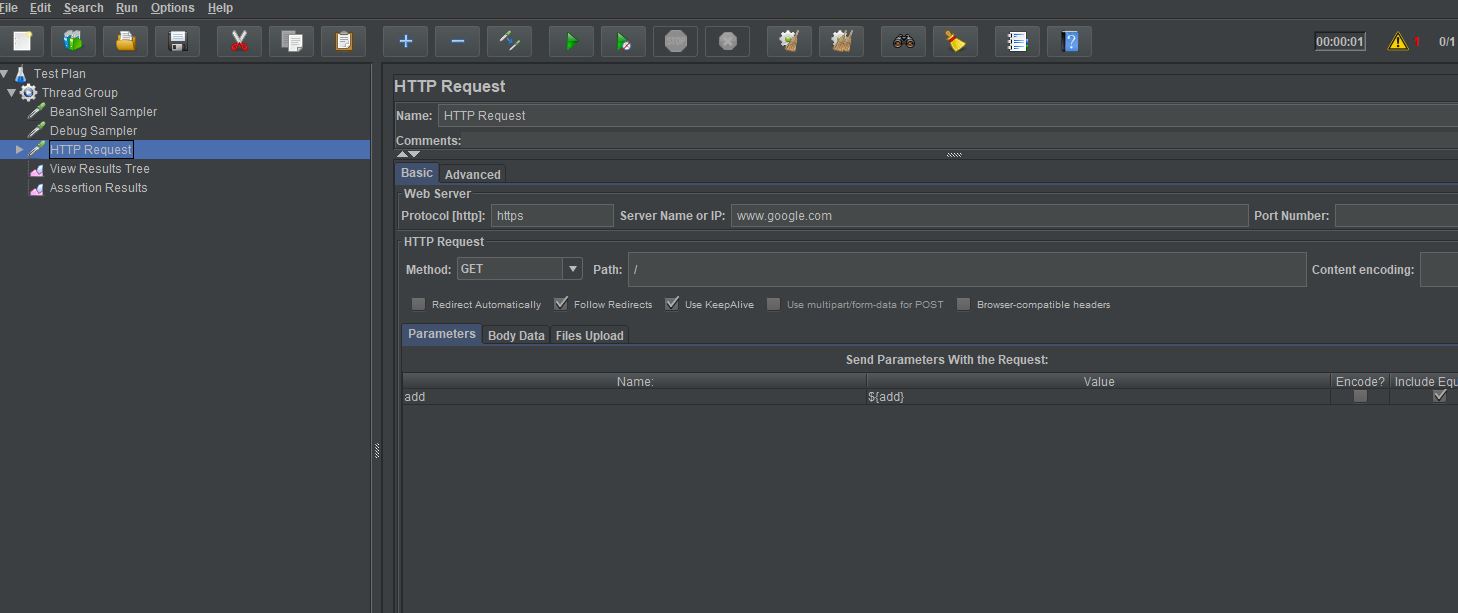 File Edit Search Run Options Help
STOP 00:00:01 1 0/1
Test Plan
Thread Group
BeanShell Sampler
Debug Sampler
HTTP Request
View Results Tree
Assertion Results
HTTP Request
Name: HTTP Request
Comments:
Basic Advanced
Web Server
Protocol [http]: https Server Name or IP: www.google.com Port Number:
HTTP Request
Method: GET Path: / Content encoding:
Redirect Automatically Follow Redirects Use KeepAlive Use multipart/form-data for POST Browser-compatible headers
Parameters Body Data Files Upload
Send Parameters With the Request:
Name: Value Encode? Include Equ
add ${add}